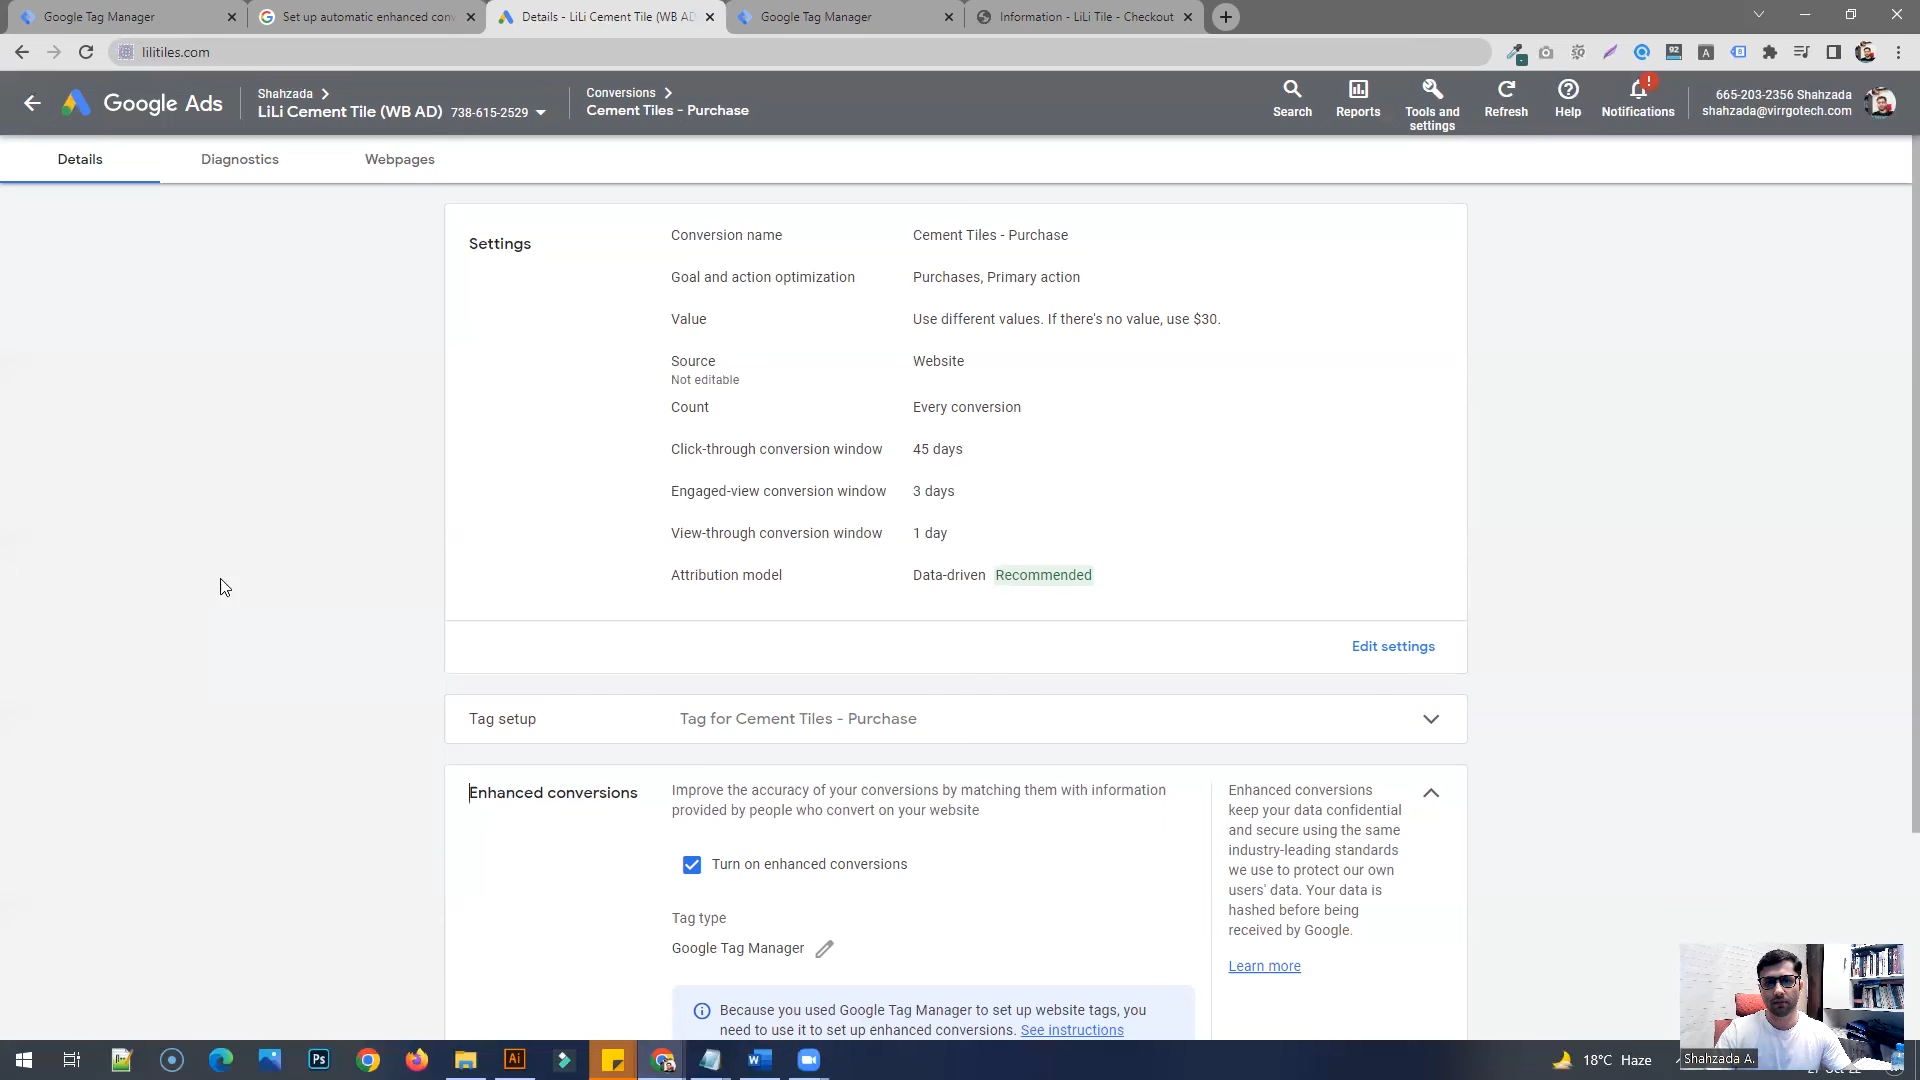 Google Tag Manager
Set up automatic enhanced conv
Details - LiLi Cement Tile (WB AD
Google Tag Manager
Information - LiLi Tile - Checkout
lilitiles.com
92
A
Google Ads
Shahzada
LiLi Cement Tile (WB AD) 738-615-2529
Conversions
Cement Tiles - Purchase
Search
Reports
Tools and settings
Refresh
Help
Notifications
665-203-2356 Shahzada
shahzada@virrgotech.com
Details
Diagnostics
Webpages
Settings
Conversion name Cement Tiles - Purchase
Goal and action optimization Purchases, Primary action
Value Use different values. If there's no value, use $30.
Source Website
Not editable
Count Every conversion
Click-through conversion window 45 days
Engaged-view conversion window 3 days
View-through conversion window 1 day
Attribution model Data-driven Recommended
Edit settings
Tag setup Tag for Cement Tiles - Purchase
Enhanced conversions
Improve the accuracy of your conversions by matching them with information
provided by people who convert on your website
Turn on enhanced conversions
Tag type
Google Tag Manager
Because you used Google Tag Manager to set up website tags, you
need to use it to set up enhanced conversions. See instructions
Enhanced conversions
keep your data confidential
and secure using the same
industry-leading standards
we use to protect our own
users' data. Your data is
hashed before being
received by Google.
Learn more
Ps
Ai
W
18°C Haze
Shahzada A.